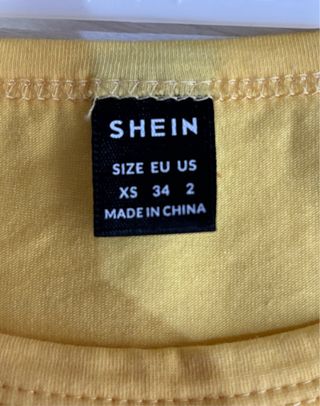 SHEIN
SIZE EU US
XS 34 2
MADE IN CHINA